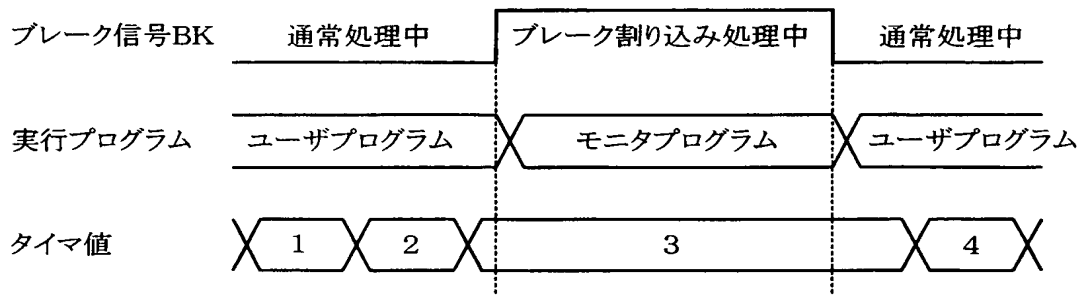 ブレーク信号BK 通常処理中 ブレーク割り込み処理中 通常処理中
実行プログラム ユーザプログラム モニタプログラム ユーザプログラム
タイマ値 1 2 3 4